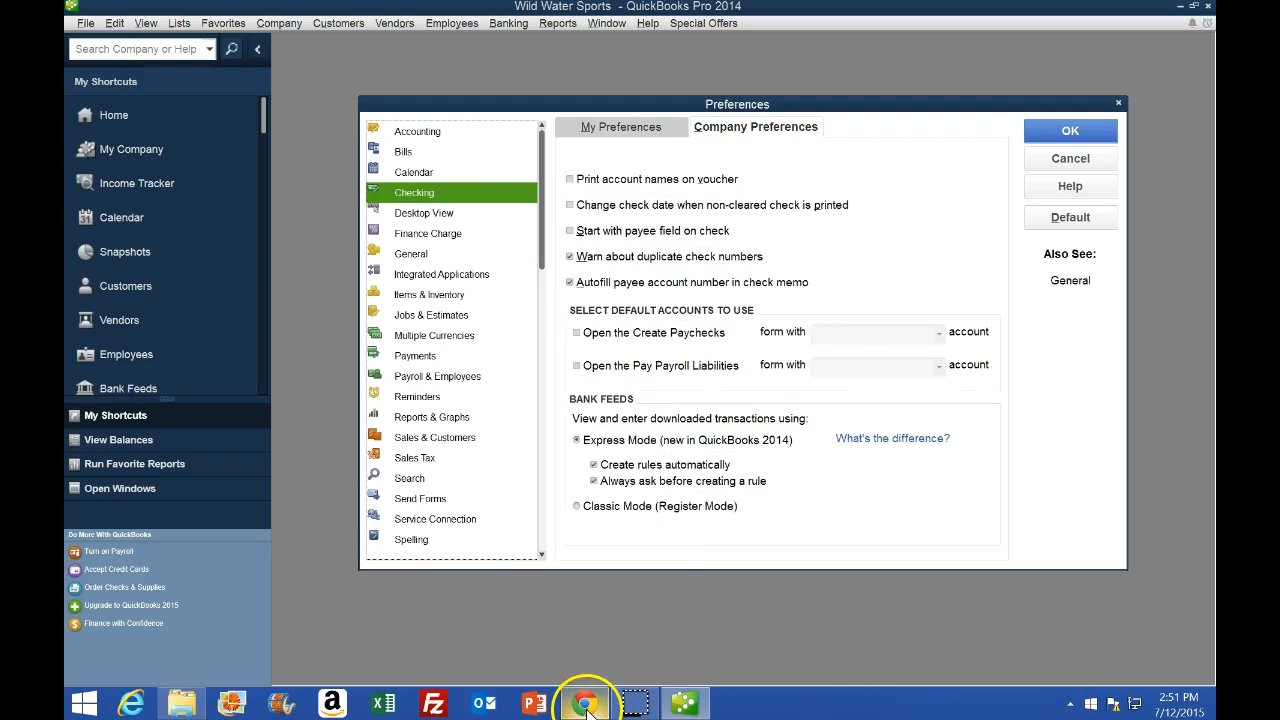 Wild Water Sports - QuickBooks Pro 2014
File Edit View Lists Favorites Company Customers Vendors Employees Banking Reports Window Help Special Offers
Search Company or Help
My Shortcuts
Home
My Company
Income Tracker
Calendar
Snapshots
Customers
Vendors
Employees
Bank Feeds
My Shortcuts
View Balances
Run Favorite Reports
Open Windows
Do More With QuickBooks
Turn on Payroll
Accept Credit Cards
Order Checks & Supplies
Upgrade to QuickBooks 2015
Finance with Confidence
Preferences
Accounting
Bills
Calendar
Checking
Desktop View
Finance Charge
General
Integrated Applications
Items & Inventory
Jobs & Estimates
Multiple Currencies
Payments
Payroll & Employees
Reminders
Reports & Graphs
Sales & Customers
Sales Tax
Search
Send Forms
Service Connection
Spelling
My Preferences Company Preferences
Print account names on voucher
Change check date when non-cleared check is printed
Start with payee field on check
Warn about duplicate check numbers
Autofill payee account number in check memo
SELECT DEFAULT ACCOUNTS TO USE
Open the Create Paychecks form with account
Open the Pay Payroll Liabilities form with account
BANK FEEDS
View and enter downloaded transactions using:
Express Mode (new in QuickBooks 2014) What's the difference?
Create rules automatically
Always ask before creating a rule
Classic Mode (Register Mode)
OK
Cancel
Help
Default
Also See:
General
2:51 PM
7/12/2015